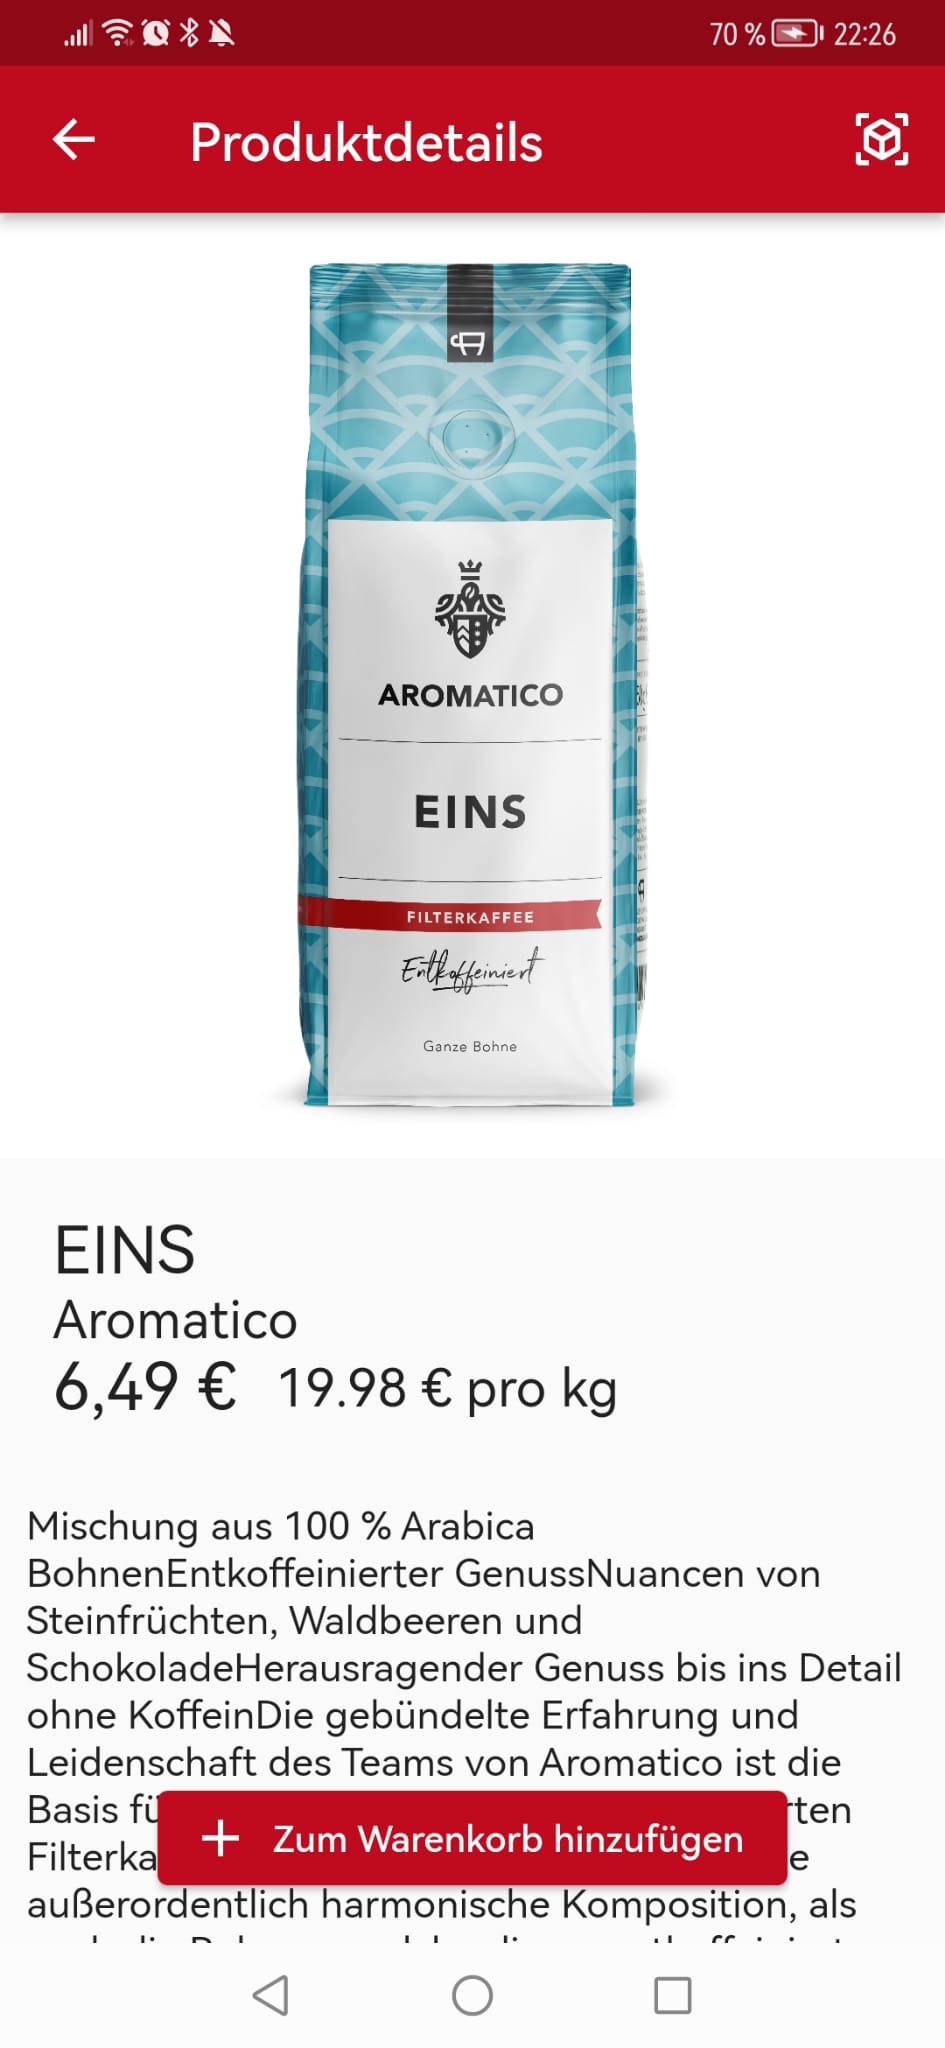 70 % 22:26
Produktdetails
AROMATICO
EINS
FILTERKAFFEE
Entkoffeiniert
Ganze Bohne
EINS
Aromatico
6,49 € 19.98 € pro kg
Mischung aus 100 % Arabica
BohnenEntkoffeinierter GenussNuancen von
Steinfrüchten, Waldbeeren und
SchokoladeHerausragender Genuss bis ins Detail
ohne KoffeinDie gebündelte Erfahrung und
Leidenschaft des Teams von Aromatico ist die
Basis fü rten
Filterka e
+ Zum Warenkorb hinzufügen
außerordentlich harmonische Komposition, als